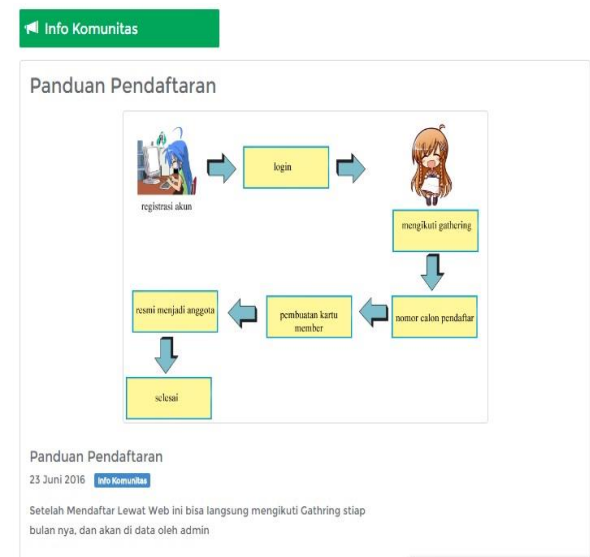 Info Komunitas
Panduan Pendaftaran
registrasi akun
login
mengikuti gathering
nomor calon pendaftar
pembuatan kartu
member
resmi menjadi anggota
selesai
Panduan Pendaftaran
23 Juni 2016 Info Komunitas
Setelah Mendaftar Lewat Web ini bisa langsung mengikuti Gathring stiap
bulan nya, dan akan di data oleh admin